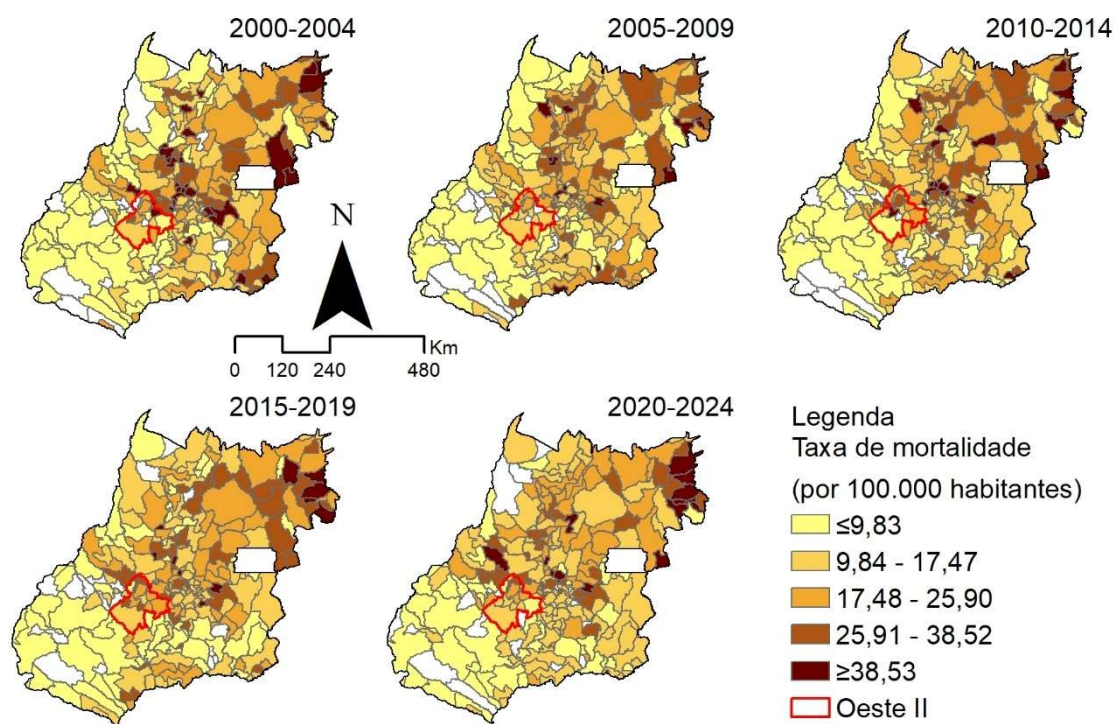 2000-2004
2005-2009
2010-2014
N
Km
0 120 240 480
2015-2019
2020-2024
Legenda
Taxa de mortalidade
(por 100.000 habitantes)
≤9,83
9,84 - 17,47
17,48 - 25,90
25,91 - 38,52
≥38,53
Oeste II